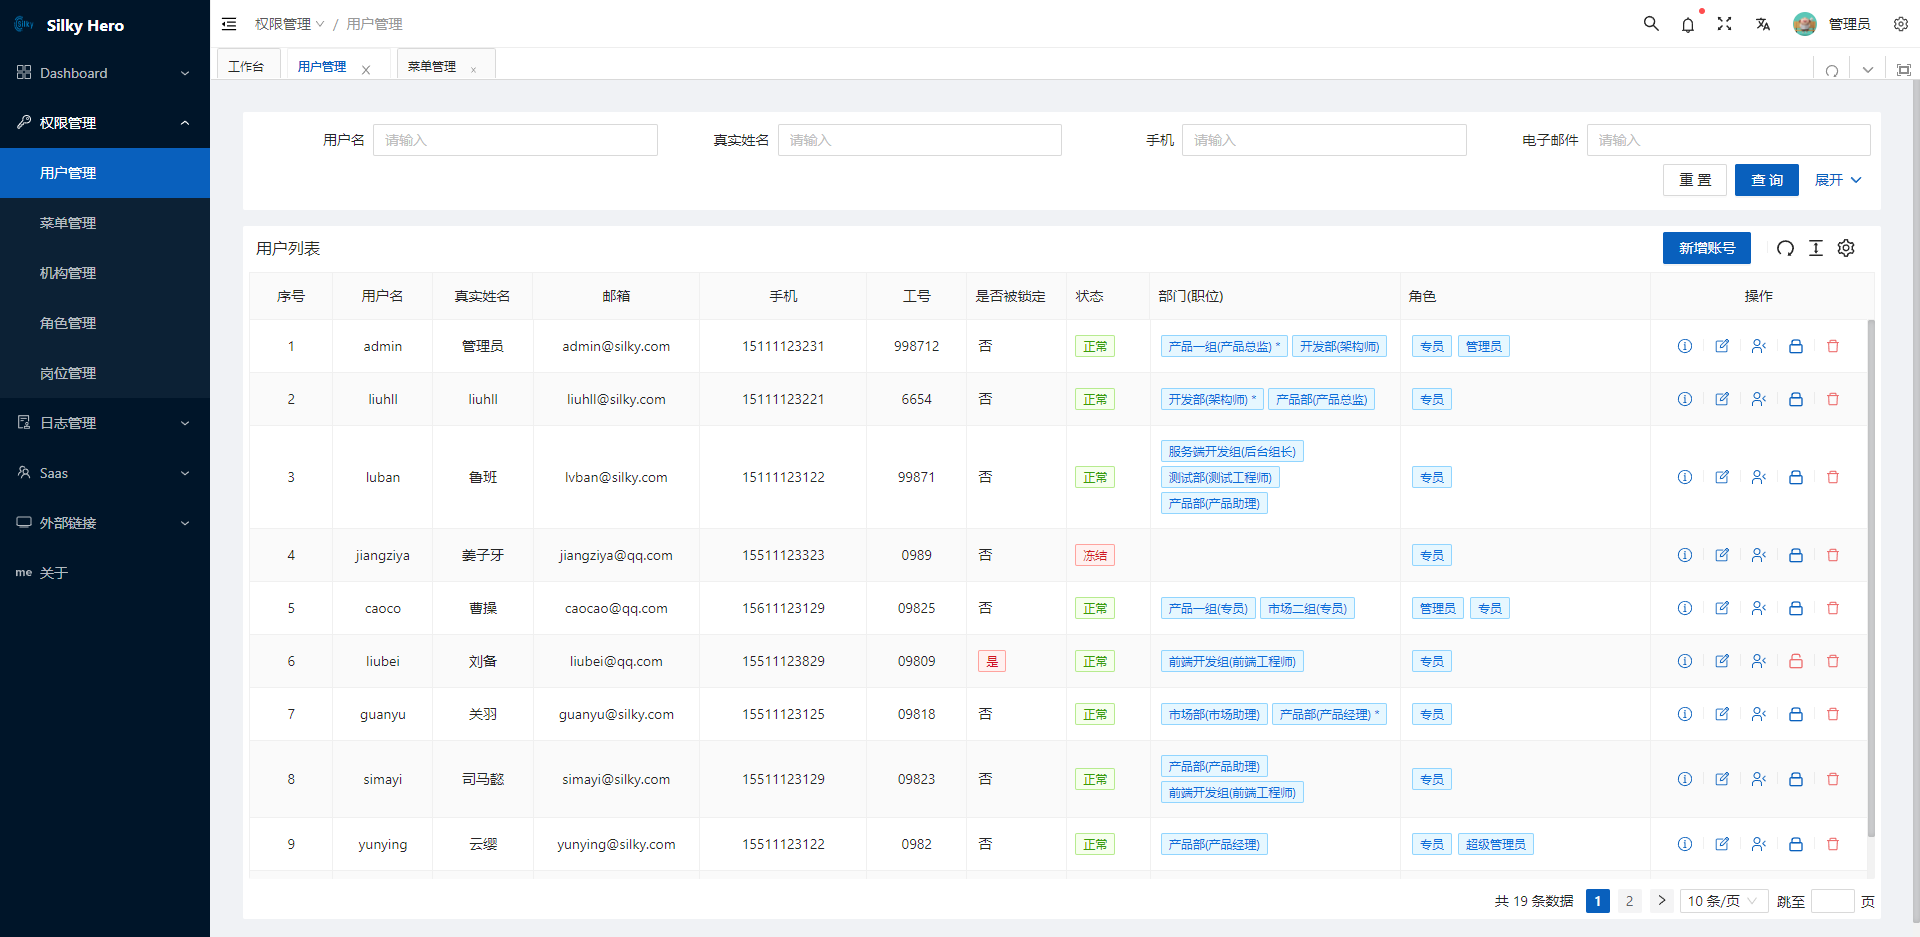 Silky
Silky Hero
Dashboard
权限管理
用户管理
菜单管理
机构管理
角色管理
岗位管理
日志管理
Saas
外部链接
me 关于
权限管理 / 用户管理
管理员
工作台 用户管理 菜单管理
用户名 请输入 真实姓名 请输入 手机 请输入 电子邮件 请输入
重 置 查 询 展开
用户列表 新增账号
序号 用户名 真实姓名 邮箱 手机 工号 是否被锁定 状态 部门(职位) 角色 操作
1 admin 管理员 admin@silky.com 15111123231 998712 否 正常 产品一组(产品总监) * 开发部(架构师) 专员 管理员
2 liuhll liuhll liuhll@silky.com 15111123221 6654 否 正常 开发部(架构师) * 产品部(产品总监) 专员
3 luban 鲁班 lvban@silky.com 15111123122 99871 否 正常 服务端开发组(后台组长) 专员
测试部(测试工程师)
产品部(产品助理)
4 jiangziya 姜子牙 jiangziya@qq.com 15511123323 0989 否 冻结 专员
5 caoco 曹操 caocao@qq.com 15611123129 09825 否 正常 产品一组(专员) 市场二组(专员) 管理员 专员
6 liubei 刘备 liubei@qq.com 15511123829 09809 是 正常 前端开发组(前端工程师) 专员
7 guanyu 关羽 guanyu@silky.com 15511123125 09818 否 正常 市场部(市场助理) 产品部(产品经理) * 专员
8 simayi 司马懿 simayi@silky.com 15511123129 09823 否 正常 产品部(产品助理) 专员
前端开发组(前端工程师)
9 yunying 云缨 yunying@silky.com 15511123122 0982 否 正常 产品部(产品经理) 专员 超级管理员
共 19 条数据 1 2 10 条/页 跳至 页